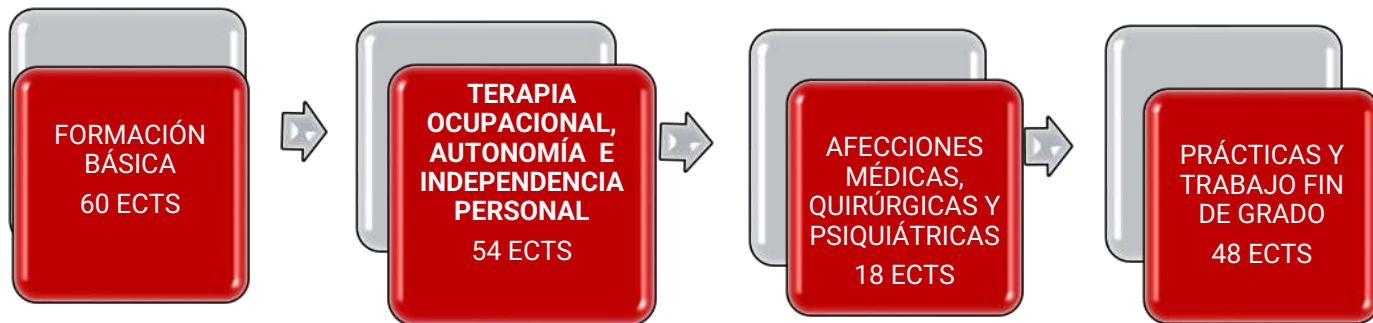 FORMACIÓN
BÁSICA
60 ECTS
TERAPIA
OCUPACIONAL,
AUTONOMÍA E
INDEPENDENCIA
PERSONAL
54 ECTS
AFECCIONES
MÉDICAS,
QUIRÚRGICAS Y
PSIQUIÁTRICAS
18 ECTS
PRÁCTICAS Y
TRABAJO FIN
DE GRADO
48 ECTS